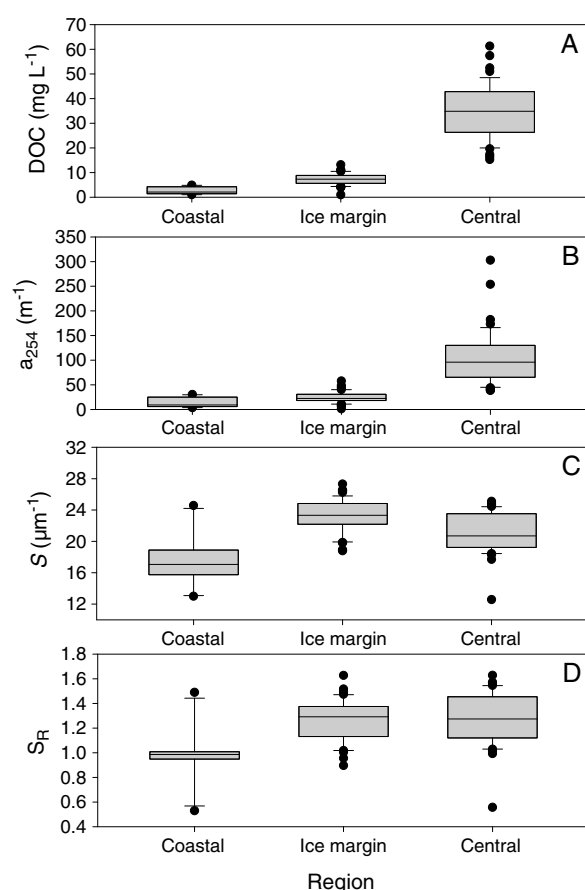 A
DOC (mg L⁻¹)
70
60
50
40
30
20
10
0
Coastal Ice margin Central
B
a₂₅₄ (m⁻¹)
350
300
250
200
150
100
50
0
Coastal Ice margin Central
C
S (µm⁻¹)
28
24
20
16
12
Coastal Ice margin Central
D
S_R
1.8
1.6
1.4
1.2
1.0
0.8
0.6
0.4
Coastal Ice margin Central
Region